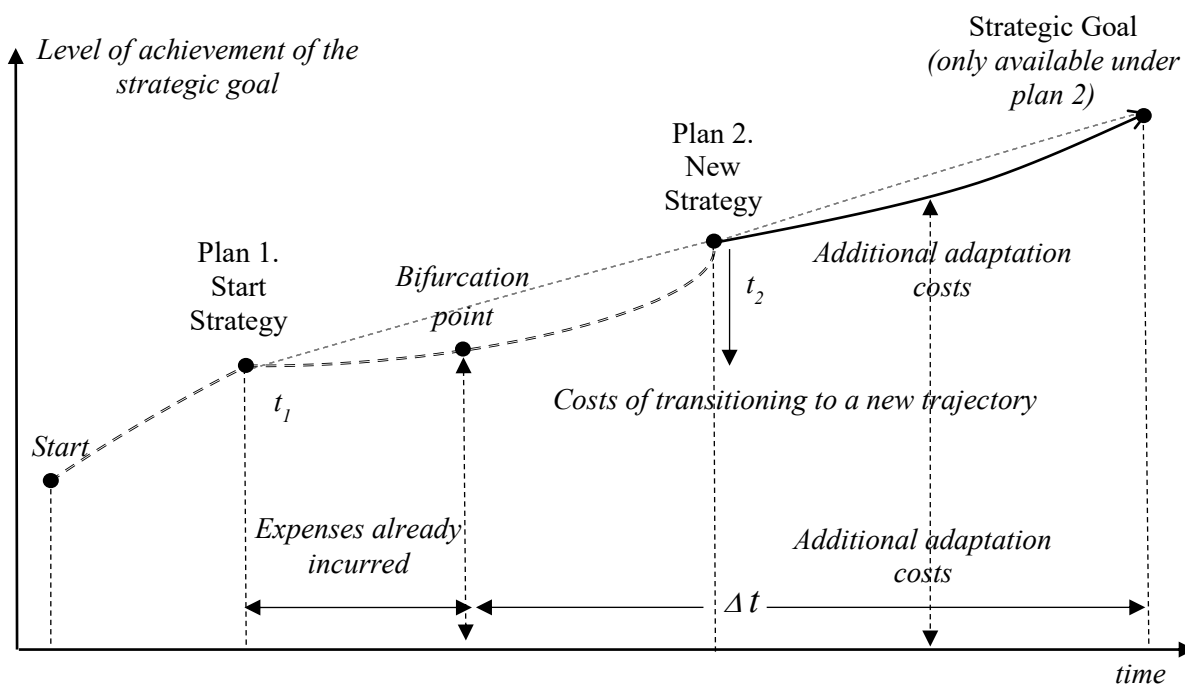 Level of achievement of the
strategic goal
Strategic Goal
(only available under
plan 2)
Plan 2.
New
Strategy
Plan 1.
Start
Strategy
Bifurcation
point
Additional adaptation
costs
t2
t1
Costs of transitioning to a new trajectory
Start
Expenses already
incurred
Additional adaptation
costs
Δt
time